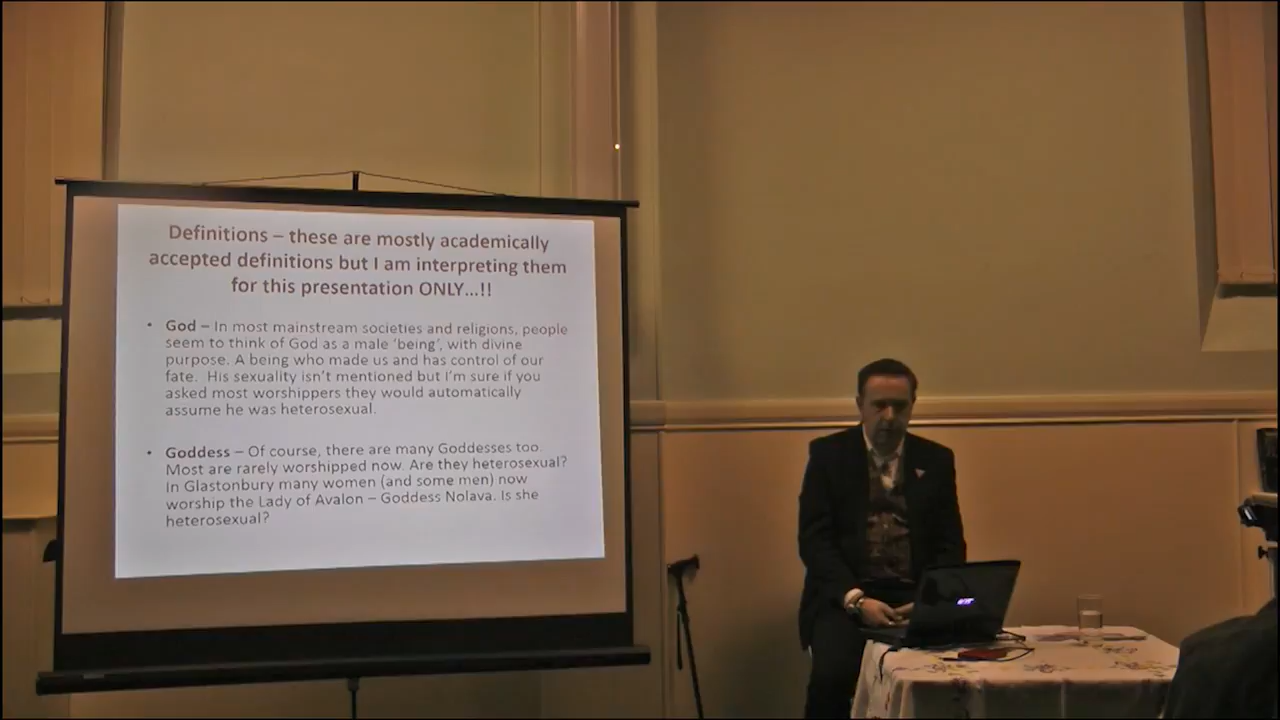 Definitions – these are mostly academically
accepted definitions but I am interpreting them
for this presentation ONLY...!!
• God – In most mainstream societies and religions, people
seem to think of God as a male ‘being’, with divine
purpose. A being who made us and has control of our
fate.  His sexuality isn’t mentioned but I’m sure if you
asked most worshippers they would automatically
assume he was heterosexual.
• Goddess – Of course, there are many Goddesses too.
Most are rarely worshipped now. Are they heterosexual?
In Glastonbury many women (and some men) now
worship the Lady of Avalon – Goddess Nolava. Is she
heterosexual?